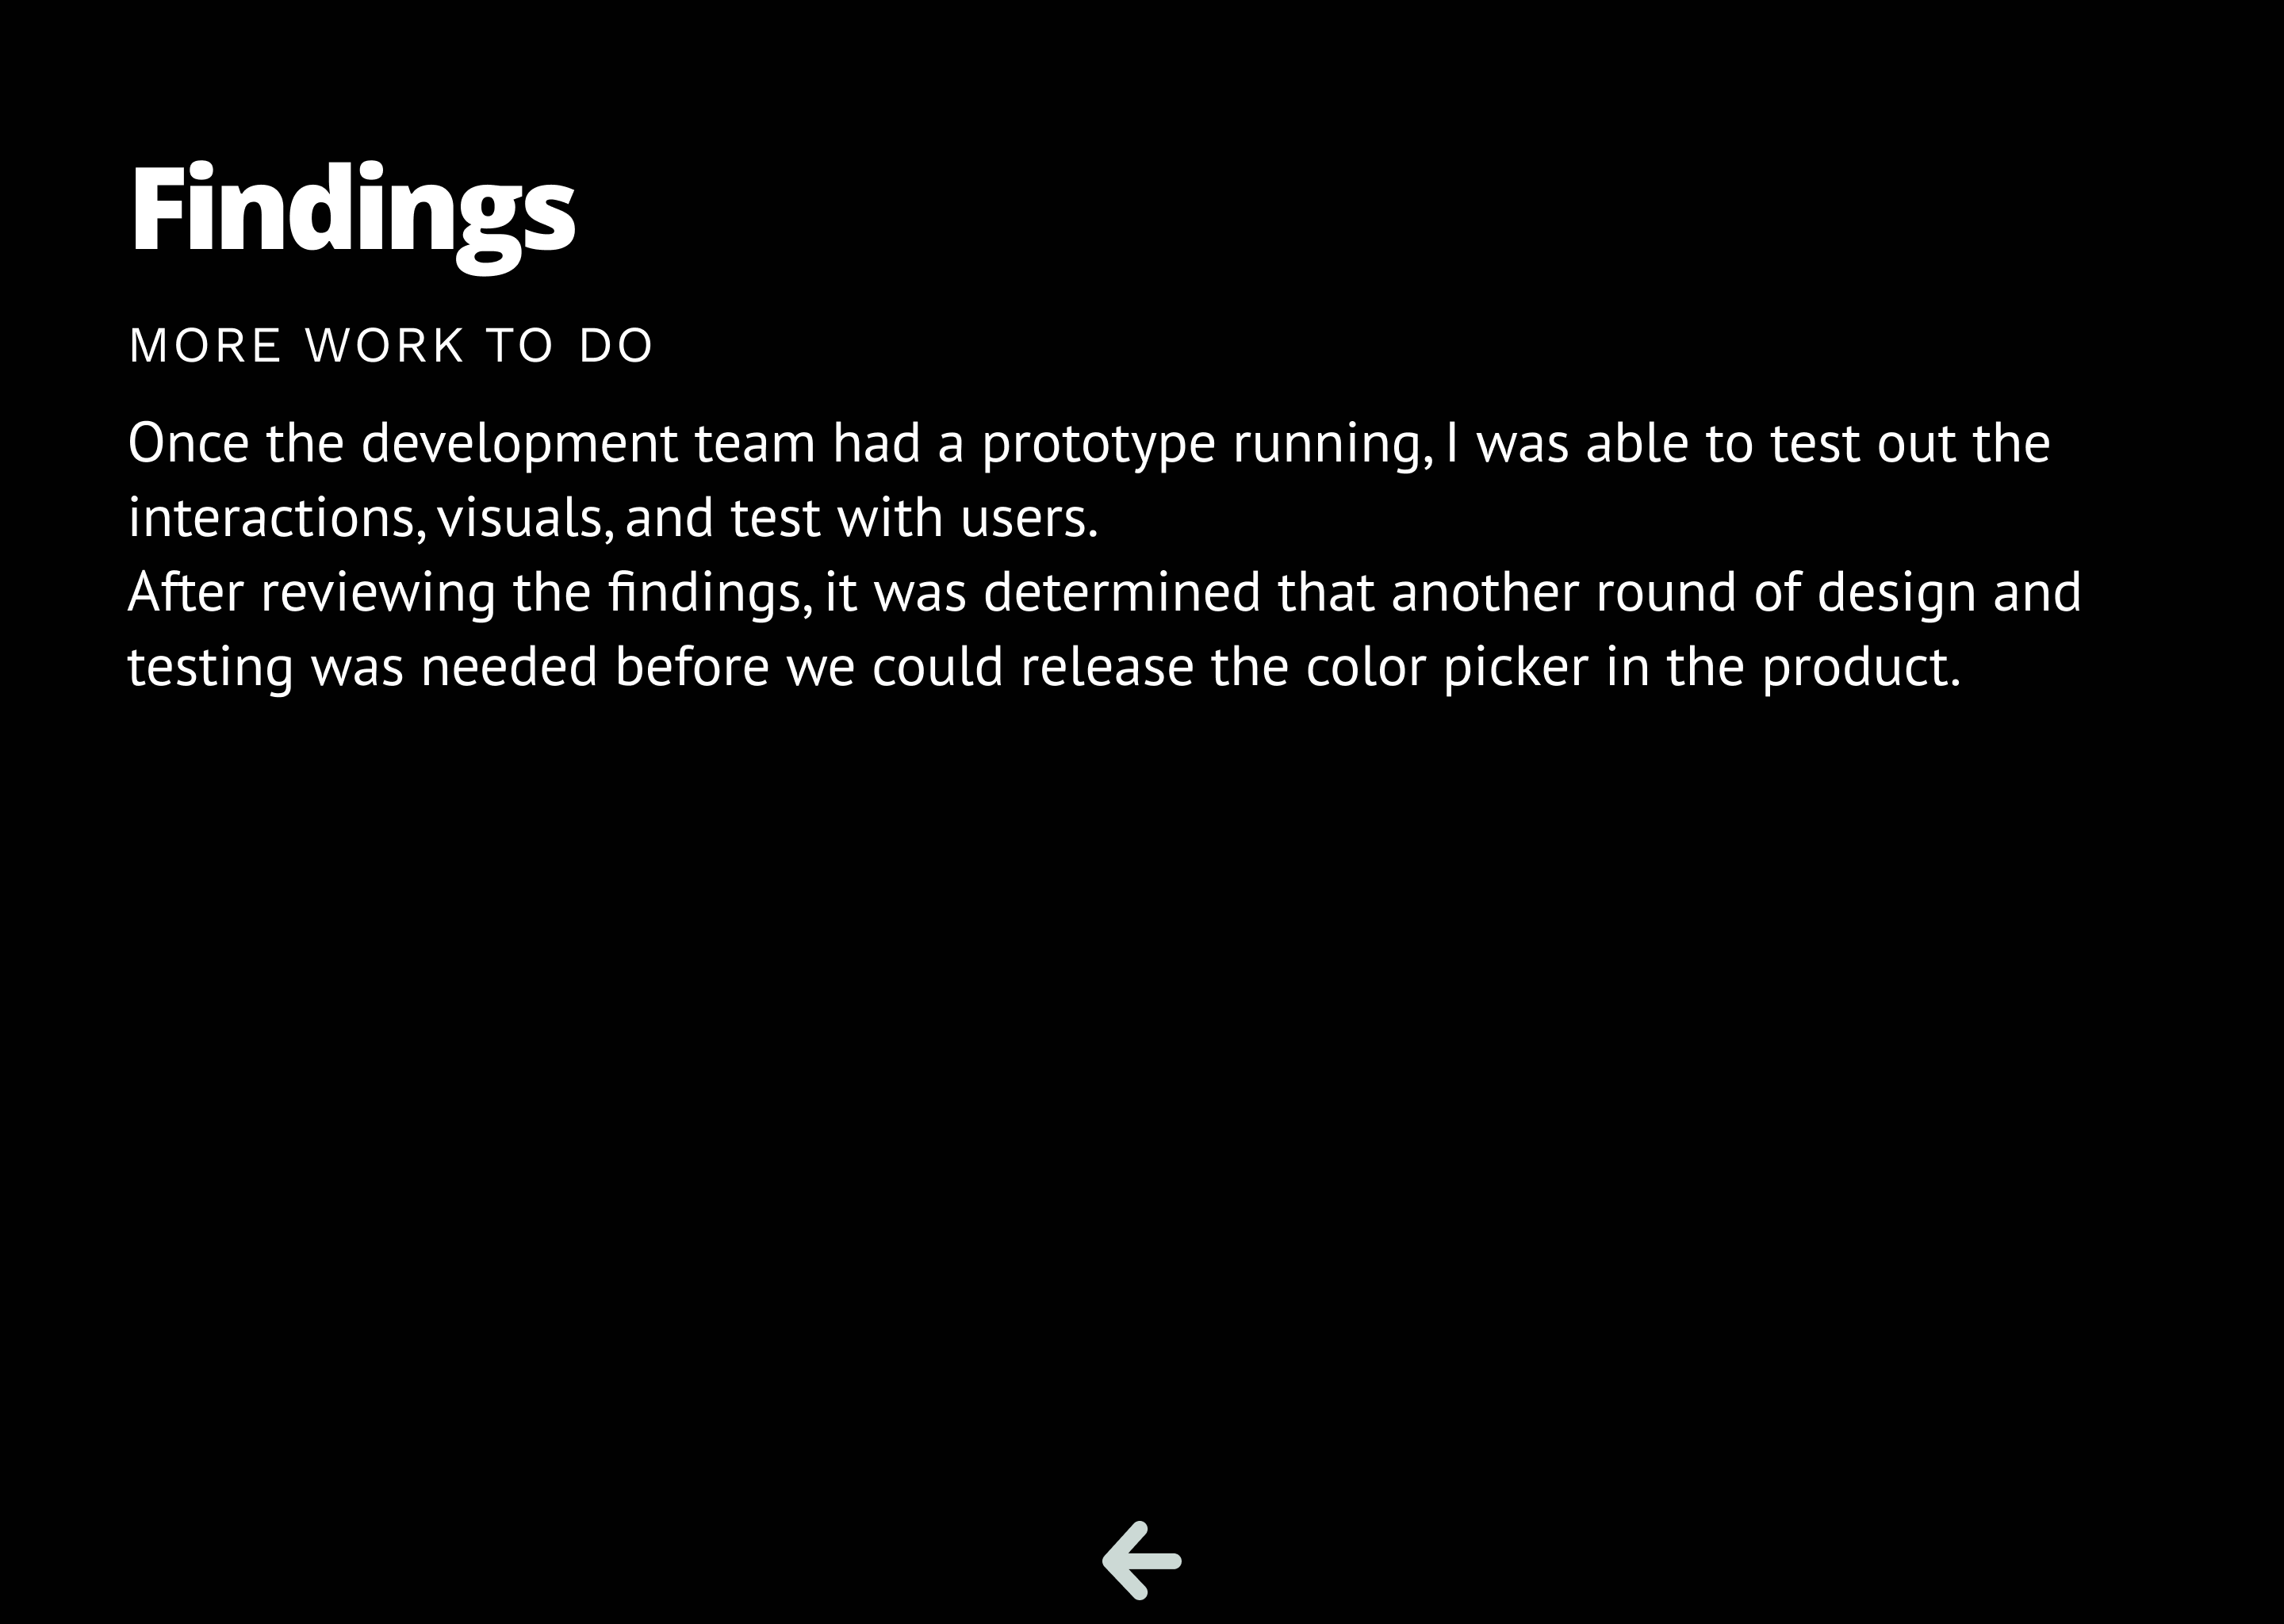 Findings
MORE WORK TO DO
Once the development team had a prototype running, I was able to test out the
interactions, visuals, and test with users.
After reviewing the findings, it was determined that another round of design and
testing was needed before we could release the color picker in the product.